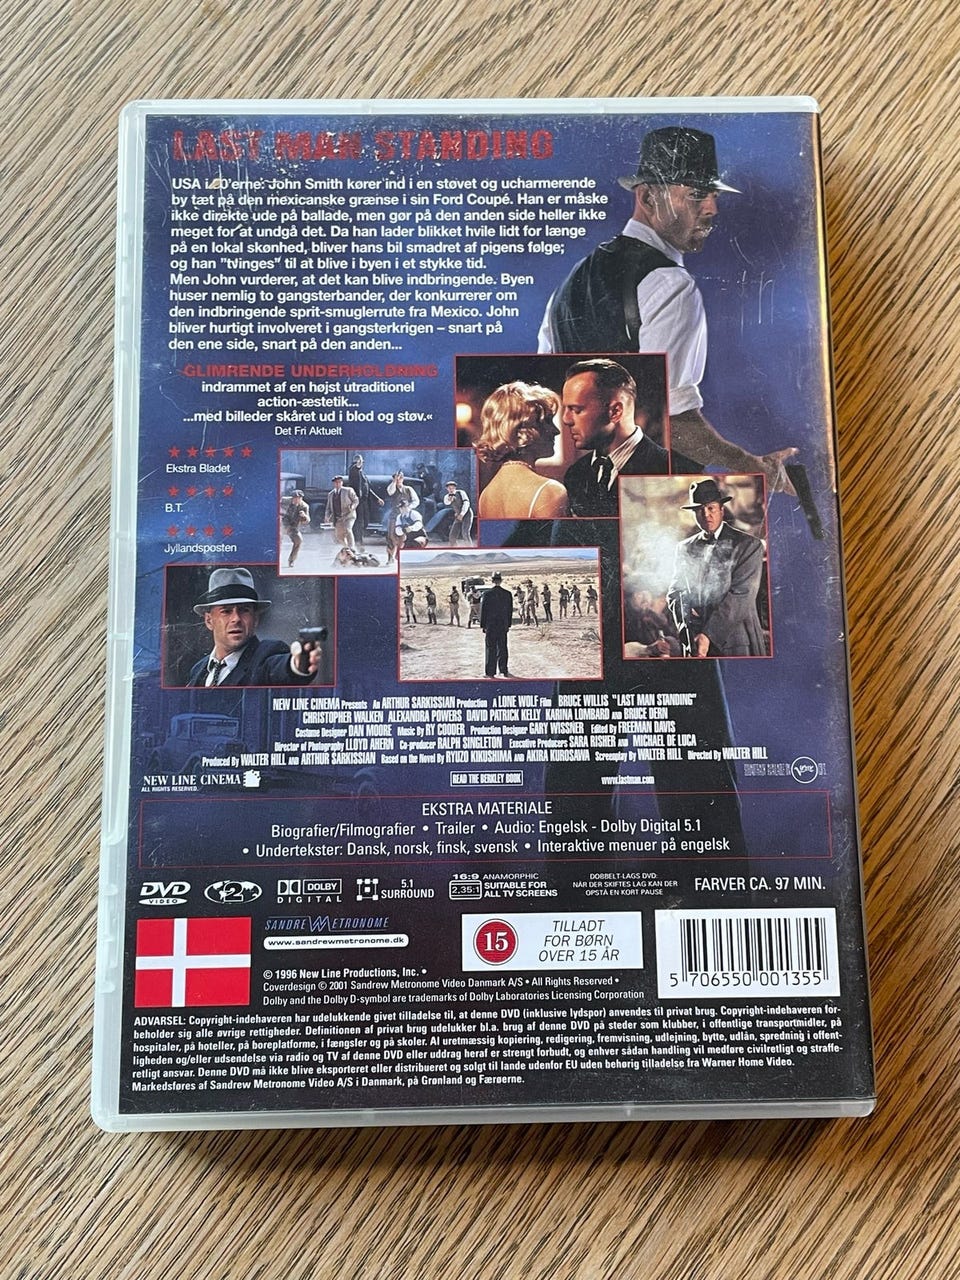 LAST MAN STANDING
USA i 20'erne: John Smith kører ind i en støvet og ucharmerende
by tæt på den mexicanske grænse i sin Ford Coupé. Han er måske
ikke direkte ude på ballade, men gør på den anden side heller ikke
meget for at undgå det. Da han lader blikket hvile lidt for længe
på en lokal skønhed, bliver hans bil smadret af pigens følge;
og han "tvinges" til at blive i byen i et stykke tid.
Men John vurderer, at det kan blive indbringende. Byen
huser nemlig to gangsterbander, der konkurrerer om
den indbringende sprit-smuglerrute fra Mexico. John
bliver hurtigt involveret i gangsterkrigen – snart på
den ene side, snart på den anden...
GLIMRENDE UNDERHOLDNING
indrammet af en højst utraditionel
action-æstetik...
...med billeder skåret ud i blod og støv.«
Det Fri Aktuelt
★ ★ ★ ★ ★
Ekstra Bladet
★ ★ ★ ★
B.T.
★ ★ ★ ★
Jyllandsposten
NEW LINE CINEMA Presents An ARTHUR SARKISSIAN Production A LONE WOLF Film BRUCE WILLIS "LAST MAN STANDING"
CHRISTOPHER WALKEN ALEXANDRA POWERS DAVID PATRICK KELLY KARINA LOMBARD AND BRUCE DERN
Costume Designer DAN MOORE Music By RY COODER Production Designer GARY WISSNER Edited By FREEMAN DAVIS
Director of Photography LLOYD AHERN Co-producer RALPH SINGLETON Executive Producers SARA RISHER AND MICHAEL DE LUCA
Produced By WALTER HILL AND ARTHUR SARKISSIAN Based on the Novel By RYUZO KIKUSHIMA AND AKIRA KUROSAWA Screenplay By WALTER HILL Directed By WALTER HILL
NEW LINE CINEMA
ALL RIGHTS RESERVED.
READ THE BERKLEY BOOK
www.lastman.com
Verve
EKSTRA MATERIALE
Biografier/Filmografier • Trailer • Audio: Engelsk - Dolby Digital 5.1
• Undertekster: Dansk, norsk, finsk, svensk • Interaktive menuer på engelsk
DVD VIDEO
2
DOLBY DIGITAL
5.1 SURROUND
16:9 ANAMORPHIC
2,35:1 SUITABLE FOR ALL TV SCREENS
DOBBELT-LAGS DVD:
NÅR DER SKIFTES LAG KAN DER
OPSTÅ EN KORT PAUSE
FARVER CA. 97 MIN.
SANDREW METRONOME
www.sandrewmetronome.dk
15
TILLADT
FOR BØRN
OVER 15 ÅR
5 706550 001355
© 1996 New Line Productions, Inc. •
Coverdesign © 2001 Sandrew Metronome Video Danmark A/S • All Rights Reserved •
Dolby and the Dolby D-symbol are trademarks of Dolby Laboratories Licensing Corporation
ADVARSEL: Copyright-indehaveren har udelukkende givet tilladelse til, at denne DVD (inklusive lydspor) anvendes til privat brug. Copyright-indehaveren for-
beholder sig alle øvrige rettigheder. Definitionen af privat brug udelukker bl.a. brug af denne DVD på steder som klubber, i offentlige transportmidler, på
hospitaler, på hoteller, på boreplatforme, i fængsler og på skoler. Al uretmæssig kopiering, redigering, fremvisning, udlejning, bytte, udlån, spredning i offent-
ligheden og/eller udsendelse via radio og TV af denne DVD eller uddrag heraf er strengt forbudt, og enhver sådan handling vil medføre civilretligt og straffe-
retligt ansvar. Denne DVD må ikke blive eksporteret eller distribueret og solgt til lande udenfor EU uden behørig tilladelse fra Warner Home Video.
Markedsføres af Sandrew Metronome Video A/S i Danmark, på Grønland og Færøerne.